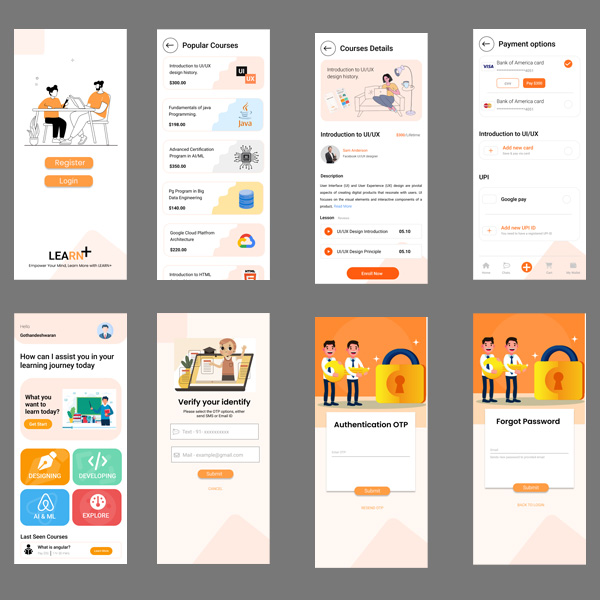 Register
Login
LEARN+
Empower Your Mind, Learn More with LEARN+
Popular Courses
Introduction to UI/UX
design history.
$300.00
UI
UX
Fundamentals of java
Programming.
$198.00
Java
Advanced Certification
Program in AI/ML
$350.00
Pg Program in Big
Data Engineering
$140.00
Google Cloud Platfrom
Architecture
$220.00
Introduction to HTML
HTML
Courses Details
Introduction to UI/UX
design history.
Introduction to UI/UX
Sam Anderson
Facebook UI/UX designer
Description
User Interface (UI) and User Experience (UX) design are pivotal
aspects of creating digital products that resonate with users. UI
focuses on the visual elements and interactive components of a
product. Read More
Lesson Review
UI/UX Design Introduction 05.10
UI/UX Design Principle 05.10
Enroll Now
Payment options
VISA Bank of America card
Pay $300
Bank of America card
Introduction to UI/UX
Add new card
UPI
Google pay
Add new UPI ID
Home
Cart
Hello,
Gothandeshwaran
How can I assist you in your
learning journey today
What you
want to
learn today?
Get Start
DESIGNING
DEVELOPING
AI & ML
EXPLORE
Last Seen Courses
What is angular?
Verify your identify
Please select the OTP options, either
send SMS or Email ID
Text : 91- xxxxxxxxxx
Mail - example@gmail.com
Submit
CANCEL
Authentication OTP
Enter OTP
Submit
RESEND OTP
Forgot Password
Email
Submit
BACK TO LOGIN